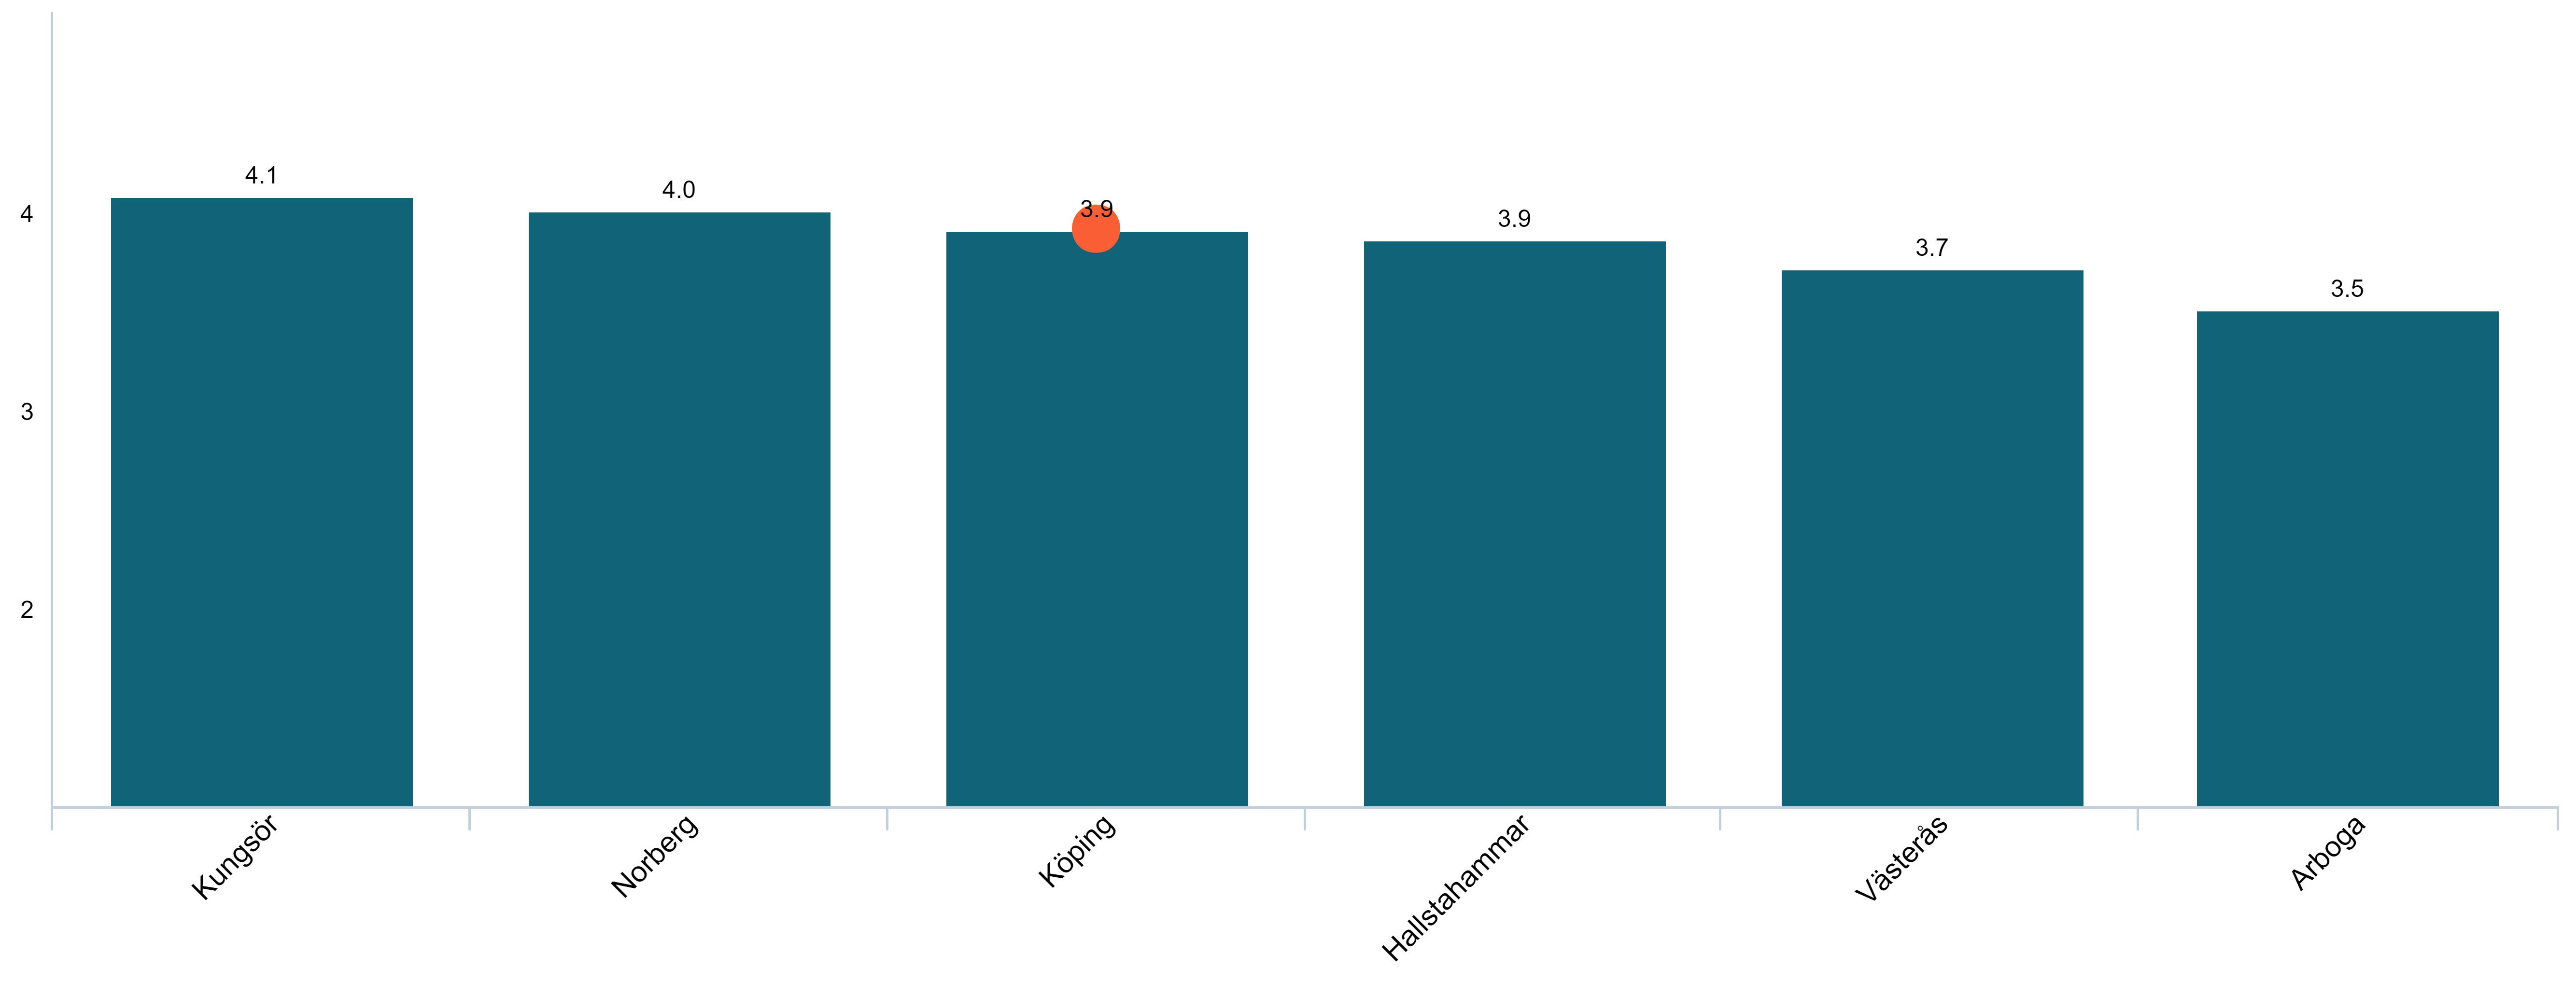 4.1
4.0
3.9
3.9
3.7
3.5
4
3
2
Kungsör
Norberg
Köping
Hallstahammar
Västerås
Arboga